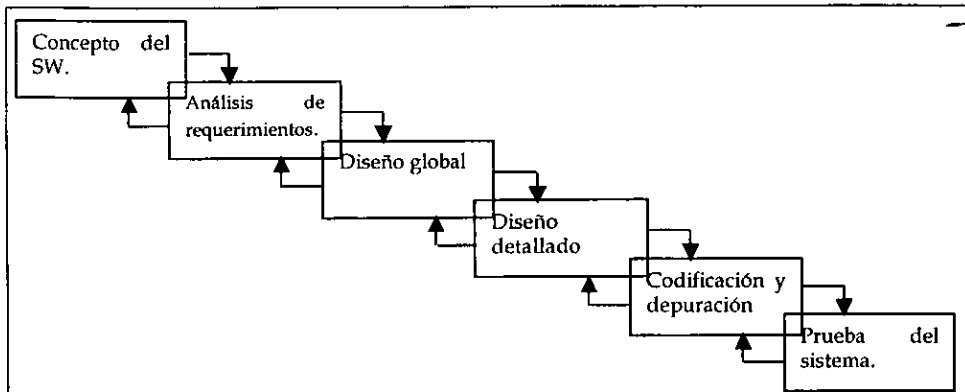 Concepto del
SW.
Análisis de
requerimientos.
Diseño global
Diseño
detallado
Codificación y
depuración
Prueba del
sistema.